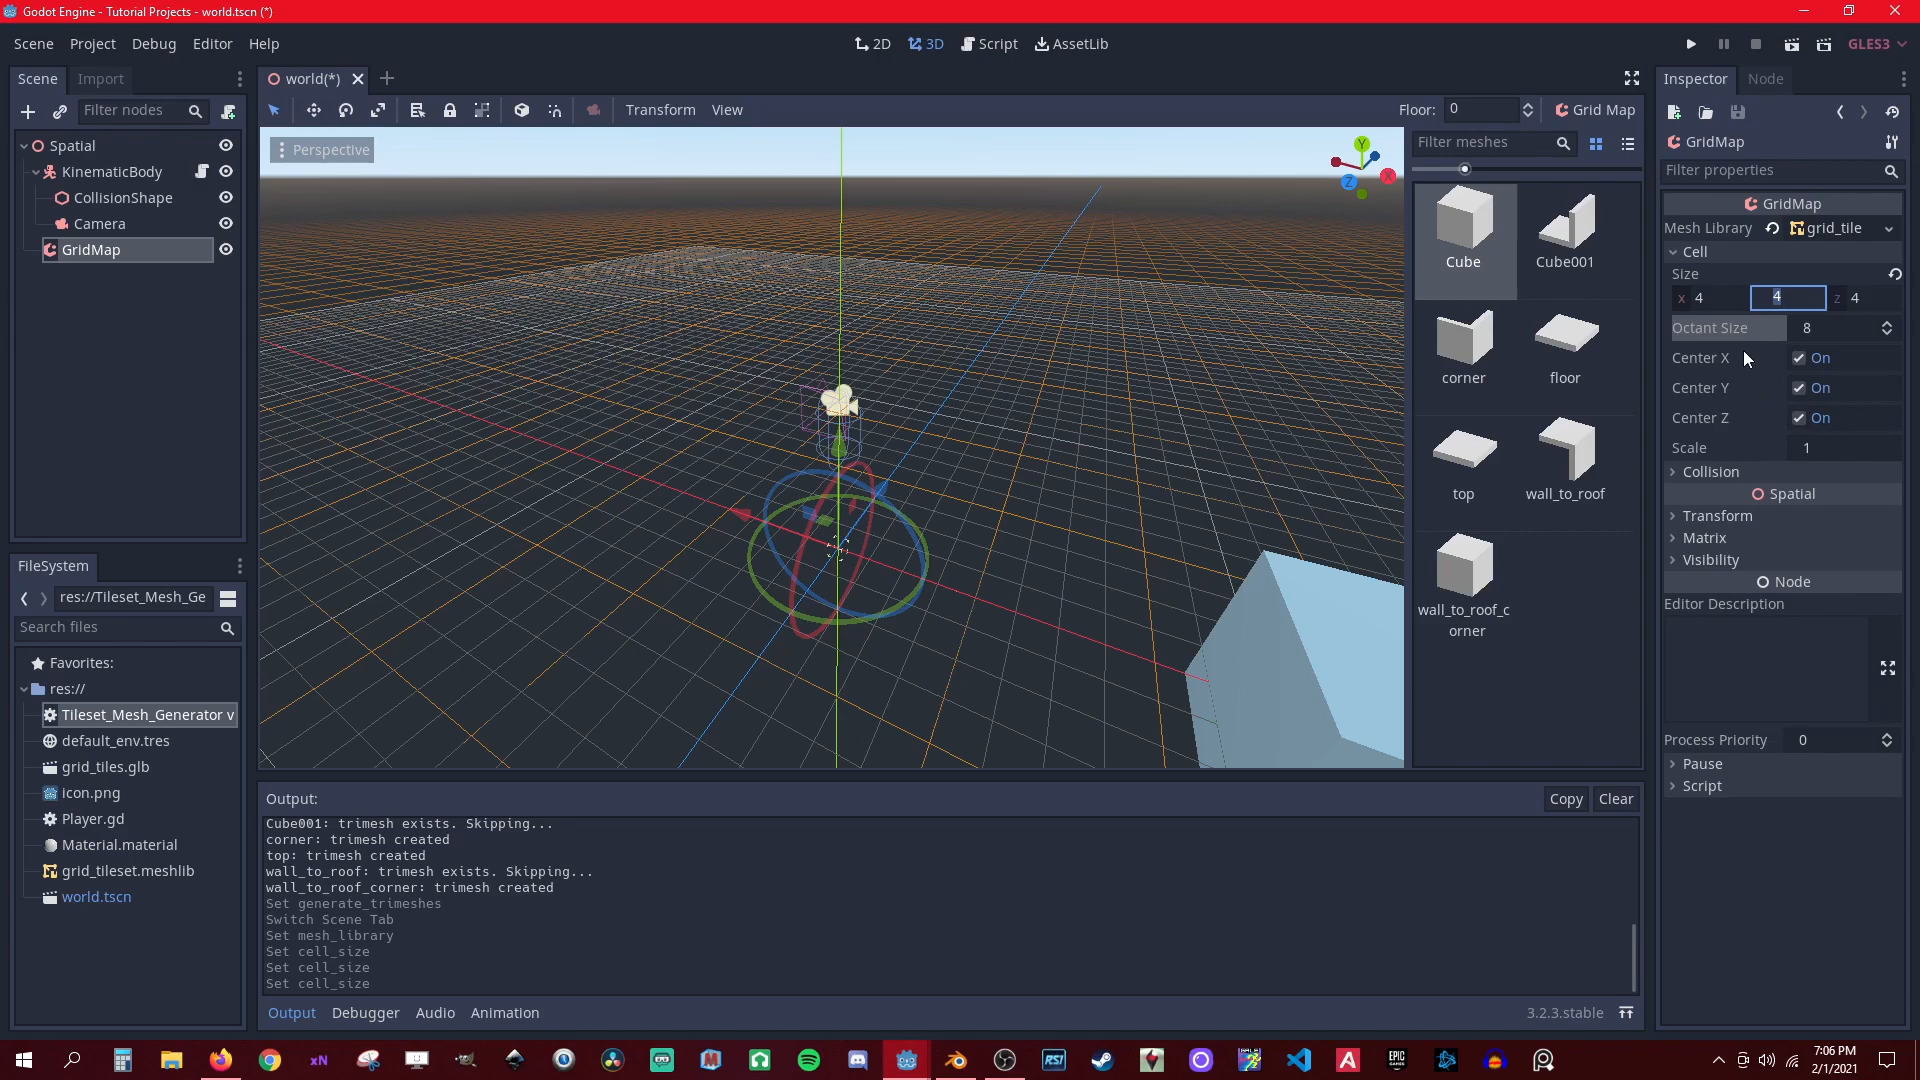 Godot Engine - Tutorial Projects - world.tscn (*)
Scene Project Debug Editor Help
2D 3D Script AssetLib
GLES3
Scene Import
Filter nodes
Spatial
KinematicBody
CollisionShape
Camera
GridMap
FileSystem
res://Tileset_Mesh_Ge
Search files
Favorites:
res://
Tileset_Mesh_Generator v
default_env.tres
grid_tiles.glb
icon.png
Player.gd
Material.material
grid_tileset.meshlib
world.tscn
world(*)
Transform View
Floor: 0 Grid Map
Perspective
Y
X
Z
Filter meshes
Cube Cube001
corner floor
top wall_to_roof
wall_to_roof_c
orner
Output:
Copy Clear
Cube001: trimesh exists. Skipping...
corner: trimesh created
top: trimesh created
wall_to_roof: trimesh exists. Skipping...
wall_to_roof_corner: trimesh created
Set generate_trimeshes
Switch Scene Tab
Set mesh_library
Set cell_size
Set cell_size
Set cell_size
Output Debugger Audio Animation
3.2.3.stable
Inspector Node
GridMap
Filter properties
GridMap
Mesh Library grid_tile
Cell
Size
x 4 4 z 4
Octant Size 8
Center X On
Center Y On
Center Z On
Scale 1
Collision
Spatial
Transform
Matrix
Visibility
Node
Editor Description
Process Priority 0
Pause
Script
xN
RSI
EPIC
GAMES
7:06 PM
2/1/2021